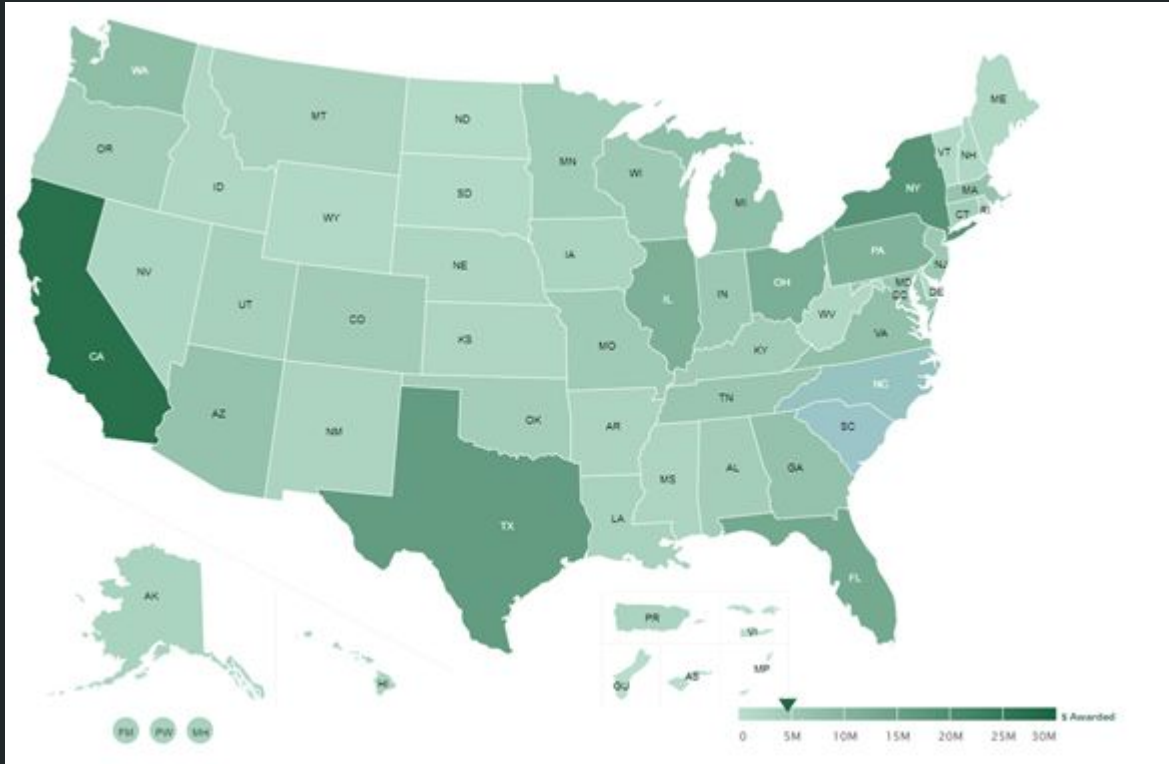 WA
MT
ND
ME
OR
MN
VT
NH
ID
SD
WI
NY
MA
WY
MI
CT
RI
IA
PA
NV
NE
NJ
UT
IL
IN
OH
MD
DE
DC
CO
WV
VA
KS
MO
KY
CA
AZ
TN
NC
NM
OK
AR
SC
MS
AL
GA
TX
LA
FL
AK
PR
VI
HI
GU
AS
MP
FM PW MH
$ Awarded
0 5M 10M 15M 20M 25M 30M